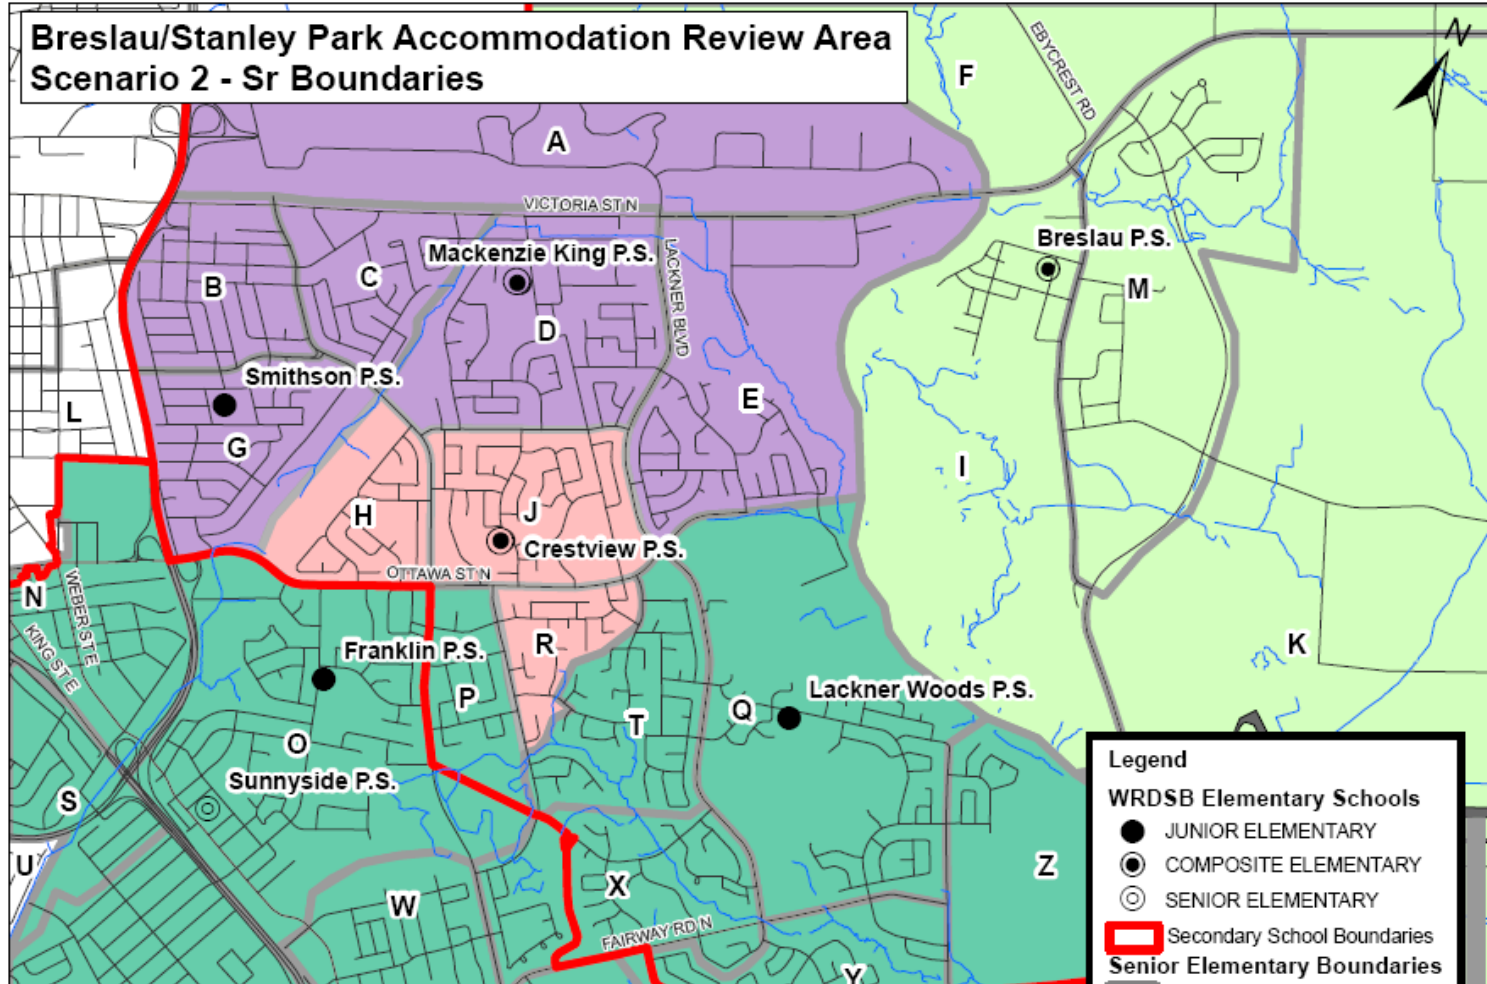 Breslau/Stanley Park Accommodation Review Area
Scenario 2 - Sr Boundaries
N
EBYCREST RD
F
A
VICTORIA ST N
Mackenzie King P.S.
LACKNER BLVD
Breslau P.S.
B
C
M
D
Smithson P.S.
E
L
G
I
H
J
Crestview P.S.
OTTAWA ST N
N
WEBER ST E
KING ST E
R
K
Franklin P.S.
P
Lackner Woods P.S.
Q
T
O
Sunnyside P.S.
S
U
W
X
Z
FAIRWAY RD N
Y
Legend
WRDSB Elementary Schools
JUNIOR ELEMENTARY
COMPOSITE ELEMENTARY
SENIOR ELEMENTARY
Secondary School Boundaries
Senior Elementary Boundaries